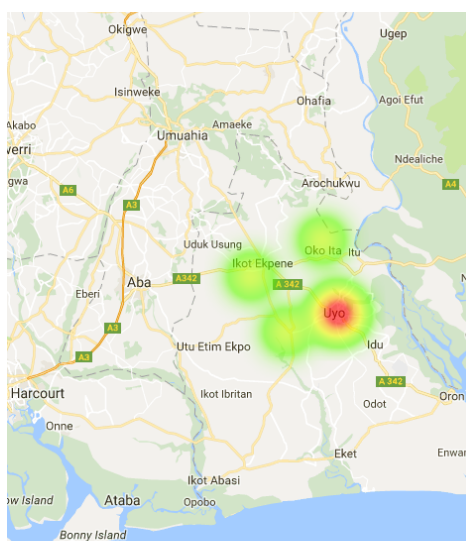 Okigwe
Ugep
Isinweke
Ohafia
Agoi Efut
Akabo
Umuahia
Amaeke
werri
Ndealiche
gwa
Arochukwu
A6
A3
A4
Uduk Usung
Oko Ita
Itu
Ikot Ekpene
Aba
A342
A 342
Eberi
Uyo
A3
Utu Etim Ekpo
Idu
A3
A 342
Harcourt
Ikot Ibritan
Odot
Oron
Onne
Eket
Enwan
Ikot Abasi
ow Island
Ataba
Opobo
Bonny Island